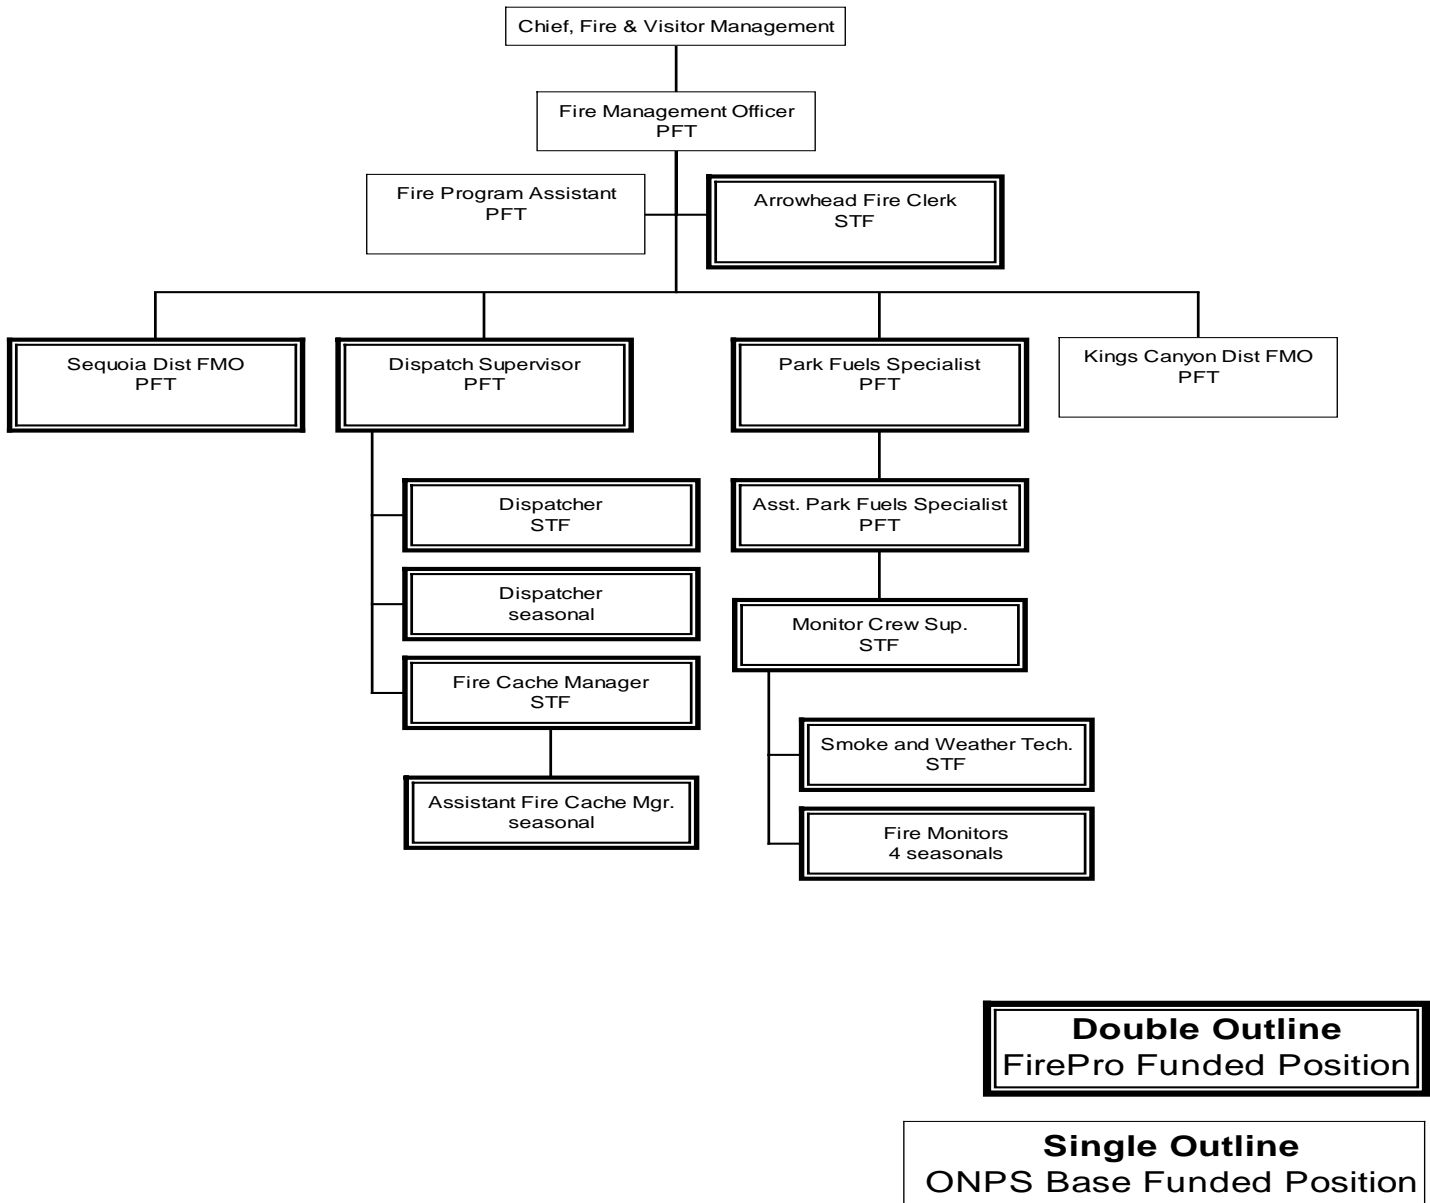 Chief, Fire & Visitor Management
Fire Management Officer
PFT
Fire Program Assistant
PFT
Arrowhead Fire Clerk
STF
Sequoia Dist FMO
PFT
Dispatch Supervisor
PFT
Park Fuels Specialist
PFT
Kings Canyon Dist FMO
PFT
Dispatcher
STF
Dispatcher
seasonal
Fire Cache Manager
STF
Assistant Fire Cache Mgr.
seasonal
Asst. Park Fuels Specialist
PFT
Monitor Crew Sup.
STF
Smoke and Weather Tech.
STF
Fire Monitors
4 seasonals
Double Outline
FirePro Funded Position
Single Outline
ONPS Base Funded Position